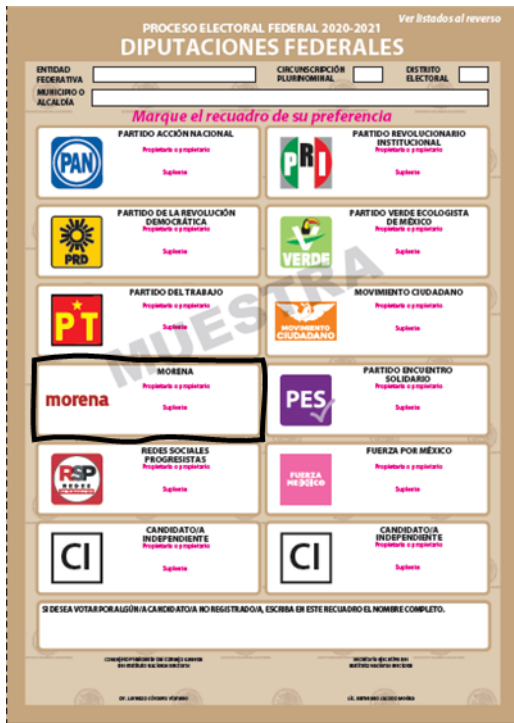 Ver listados al reverso
PROCESO ELECTORAL FEDERAL 2020-2021
DIPUTACIONES FEDERALES
ENTIDAD FEDERATIVA
CIRCUNSCRIPCIÓN PLURINOMINAL
DISTRITO ELECTORAL
MUNICIPIO O ALCALDÍA
Marque el recuadro de su preferencia
PARTIDO ACCIÓN NACIONAL
PAN
Propietaria o propietario
Suplente
PARTIDO REVOLUCIONARIO
INSTITUCIONAL
PRI
Propietaria o propietario
Suplente
PARTIDO DE LA REVOLUCIÓN
DEMOCRÁTICA
PRD
Propietaria o propietario
Suplente
PARTIDO VERDE ECOLOGISTA
DE MÉXICO
VERDE
Propietaria o propietario
Suplente
PARTIDO DEL TRABAJO
PT
Propietaria o propietario
Suplente
MOVIMIENTO CIUDADANO
MOVIMIENTO
CIUDADANO
Propietaria o propietario
Suplente
MUESTRA
MORENA
morena
Propietaria o propietario
Suplente
PARTIDO ENCUENTRO
SOLIDARIO
PES
Propietaria o propietario
Suplente
REDES SOCIALES
PROGRESISTAS
RSP
REDES
Propietaria o propietario
Suplente
FUERZA POR MÉXICO
FUERZA
MÉXICO
Propietaria o propietario
Suplente
CANDIDATO/A
INDEPENDIENTE
CI
Propietaria o propietario
Suplente
CANDIDATO/A
INDEPENDIENTE
CI
Propietaria o propietario
Suplente
SI DESEA VOTAR POR ALGÚN/A CANDIDATO/A NO REGISTRADO/A, ESCRIBA EN ESTE RECUADRO EL NOMBRE COMPLETO.